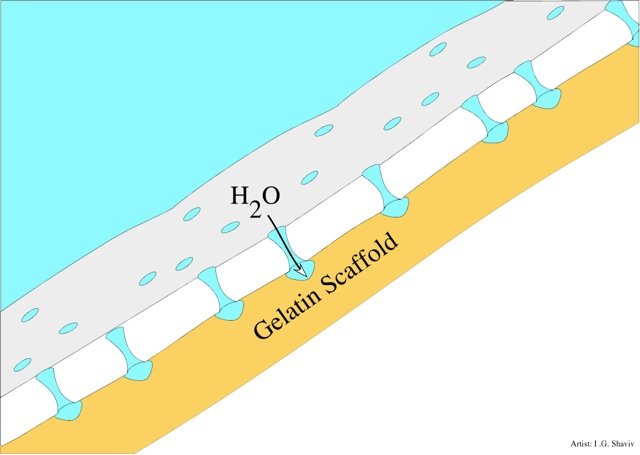 H2O
Gelatin Scaffold
Artist: I .G. Shaviv